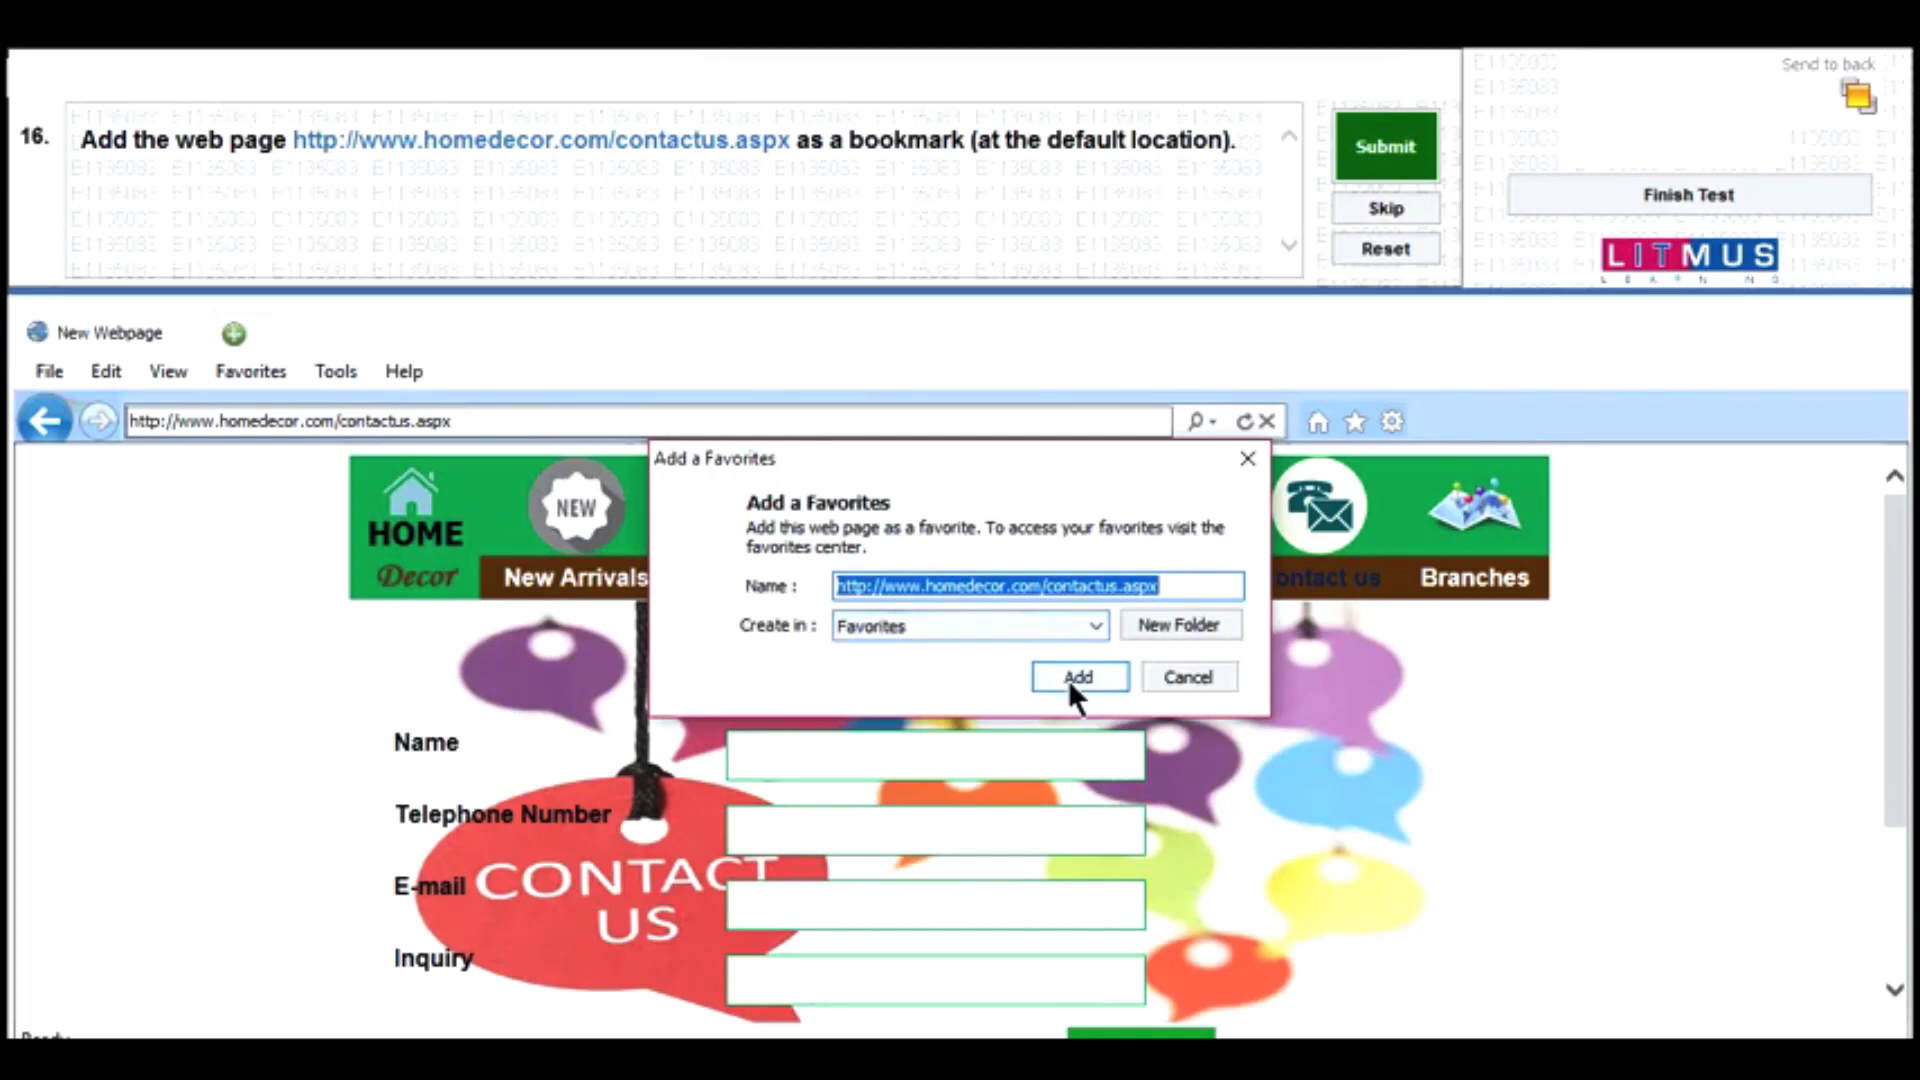 Send to back
16. Add the web page http://www.homedecor.com/contactus.aspx as a bookmark (at the default location).
Submit
Skip
Reset
Finish Test
LITMUS
LEARNING
New Webpage
File Edit View Favorites Tools Help
http://www.homedecor.com/contactus.aspx
Add a Favorites
Add a Favorites
Add this web page as a favorite. To access your favorites visit the
favorites center.
Name : http://www.homedecor.com/contactus.aspx
Create in : Favorites New Folder
Add Cancel
HOME
Decor
NEW
New Arrivals
ontact us
Branches
Name
Telephone Number
E-mail
Inquiry
CONTACT
US
E1135083